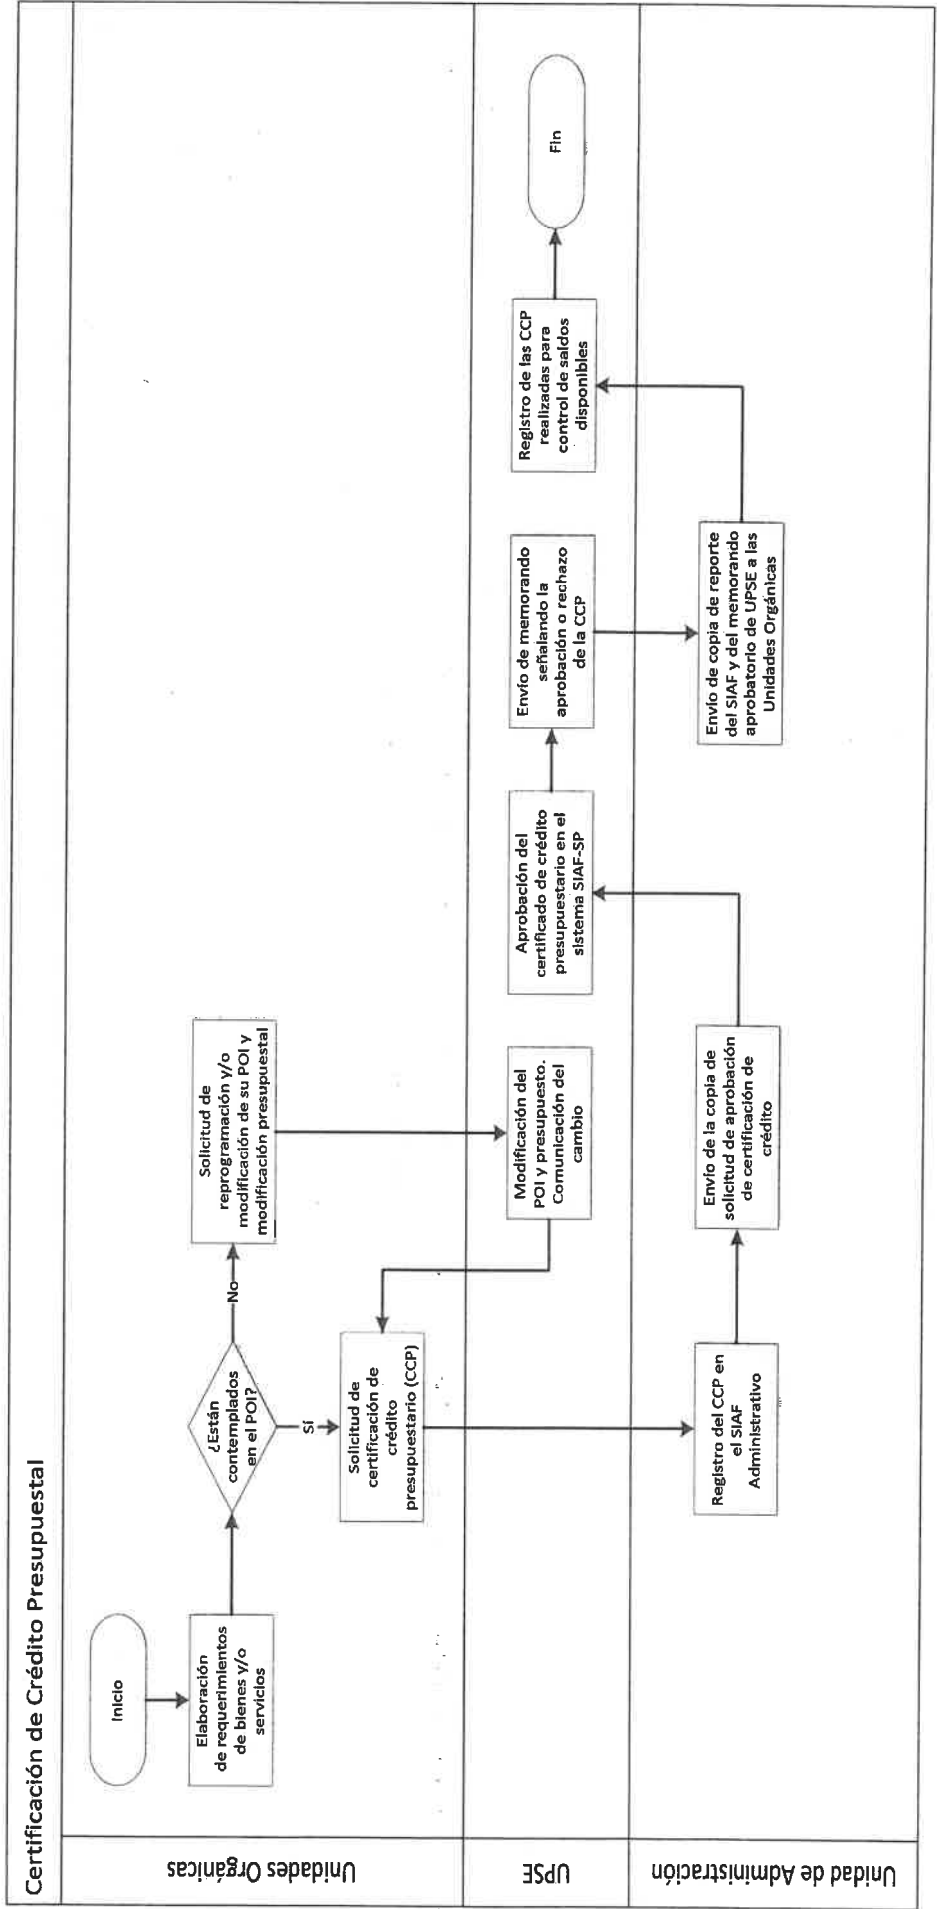 Certificación de Crédito Presupuestal
Unidades Orgánicas
Inicio
Elaboración
de requerimientos
de bienes y/o
servicios
¿Están
contemplados
en el POI?
No
Sí
Solicitud de
reprogramación y/o
modificación de su POI y
modificación presupuestal
Solicitud de
certificación de
crédito
presupuestario (CCP)
UPSE
Modificación del
POI y presupuesto.
Comunicación del
cambio
Aprobación del
certificado de crédito
presupuestario en el
sistema SIAF-SP
Envío de memorando
señalando la
aprobación o rechazo
de la CCP
Registro de las CCP
realizadas para
control de saldos
disponibles
Fin
Unidad de Administración
Registro del CCP en
el SIAF
Administrativo
Envío de la copia de
solicitud de aprobación
de certificación de
crédito
Envío de copia de reporte
del SIAF y del memorando
aprobatorio de UPSE a las
Unidades Orgánicas